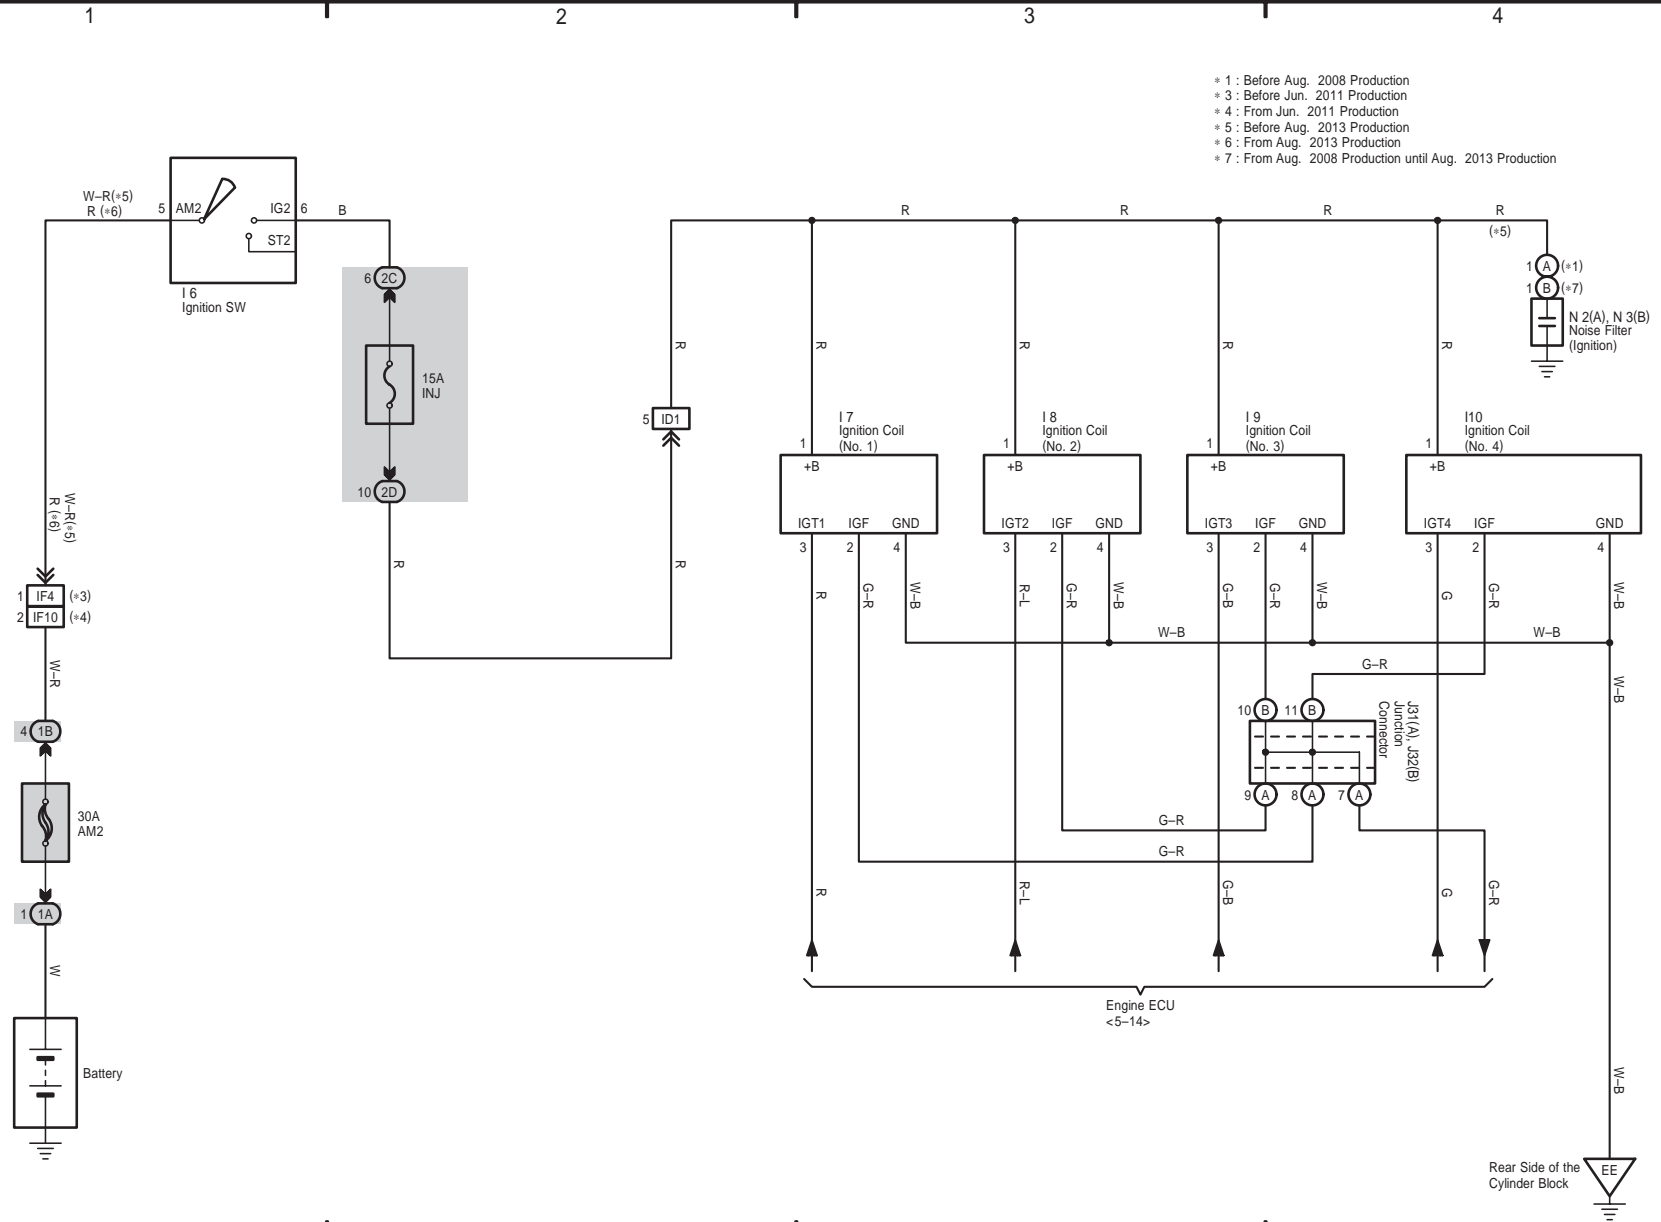 1
2
3
4
∗ 1 : Before Aug. 2008 Production
∗ 3 : Before Jun. 2011 Production
∗ 4 : From Jun. 2011 Production
∗ 5 : Before Aug. 2013 Production
∗ 6 : From Aug. 2013 Production
∗ 7 : From Aug. 2008 Production until Aug. 2013 Production
W–R(∗5)
R (∗6)
5
AM2
IG2
6
ST2
I 6
Ignition SW
B
6
2C
15A
INJ
10
2D
R
R
R
5
ID1
R
R
R
R
(∗5)
1
A
(∗1)
1
B
(∗7)
N 2(A), N 3(B)
Noise Filter
(Ignition)
R
R
R
R
I 7
Ignition Coil
(No. 1)
1
+B
IGT1
IGF
GND
3
2
4
I 8
Ignition Coil
(No. 2)
1
+B
IGT2
IGF
GND
3
2
4
I 9
Ignition Coil
(No. 3)
1
+B
IGT3
IGF
GND
3
2
4
I10
Ignition Coil
(No. 4)
1
+B
IGT4
IGF
GND
3
2
4
W–R(∗5)
R (∗6)
1
IF4
(∗3)
2
IF10
(∗4)
W–R
4
1B
30A
AM2
1
1A
W
Battery
R
G–R
W–B
R–L
G–R
W–B
G–B
G–R
W–B
G
G–R
W–B
W–B
W–B
G–R
W–B
10
B
11
B
J31(A), J32(B)
Junction
Connector
9
A
8
A
7
A
G–R
G–R
R
R–L
G–B
G
G–R
Engine ECU
<5–14>
W–B
Rear Side of the
Cylinder Block
EE